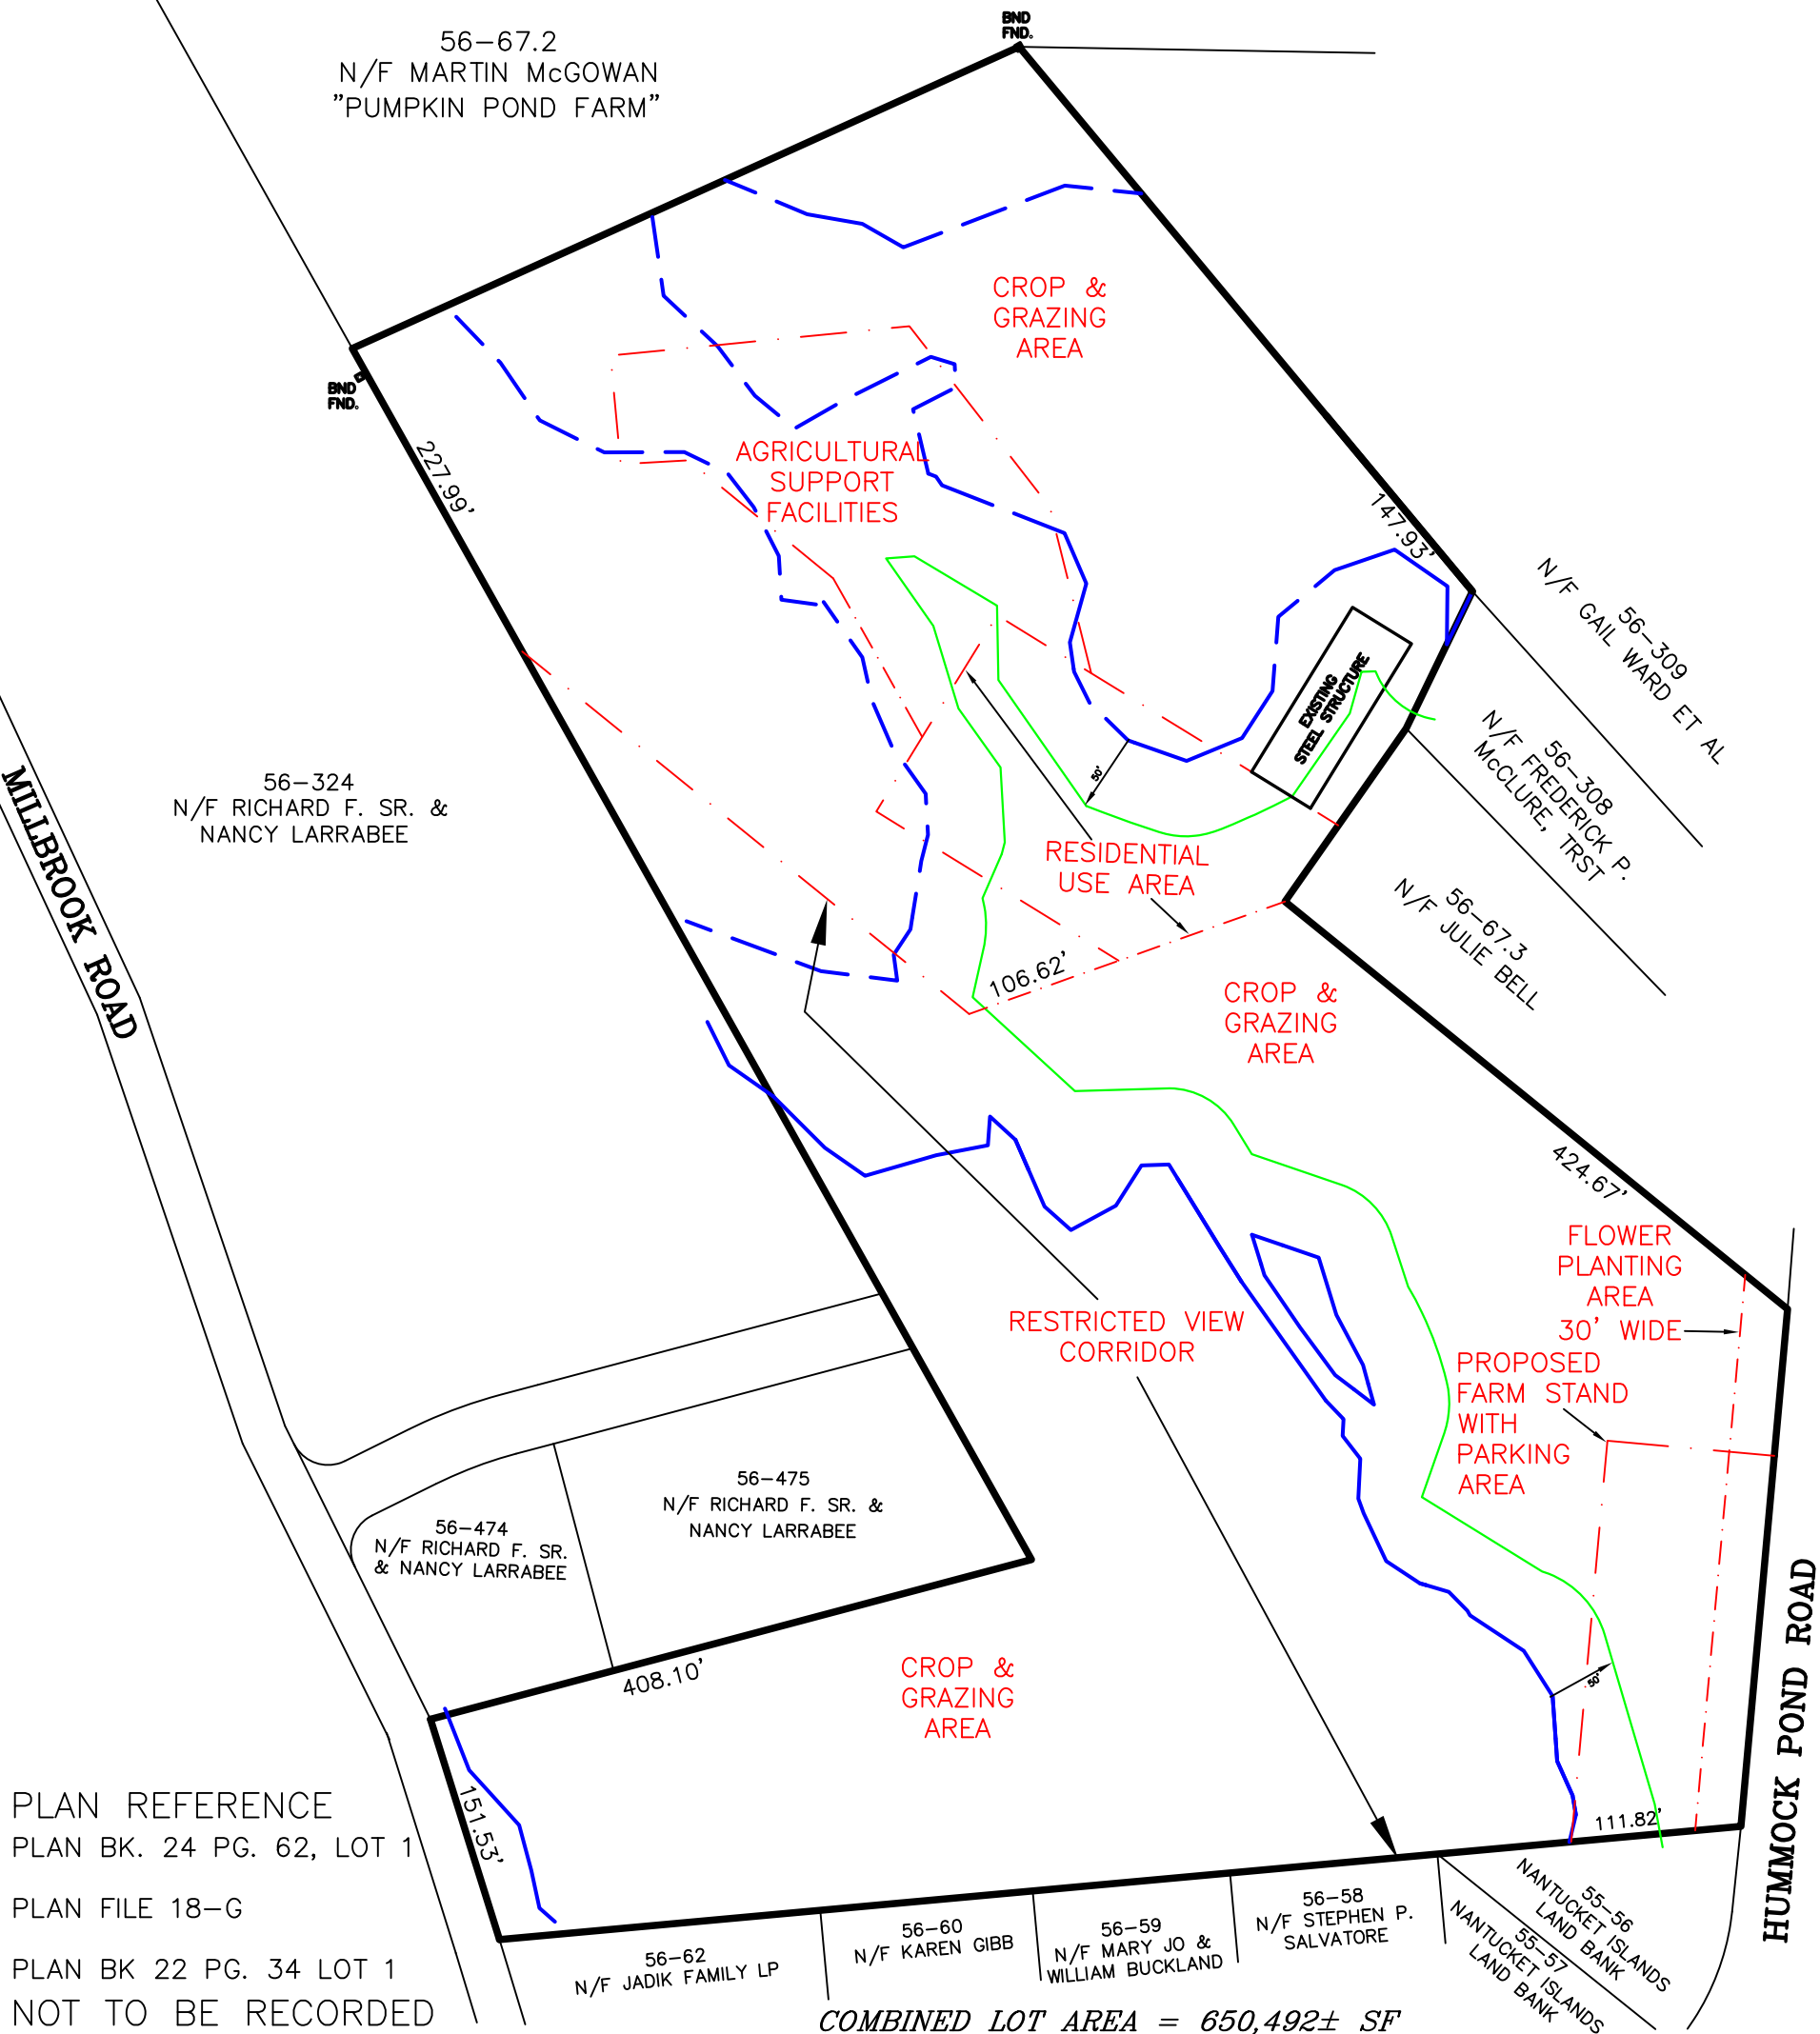 BND
FND.
56-67.2
N/F MARTIN McGOWAN
"PUMPKIN POND FARM"
CROP &
GRAZING
AREA
BND
FND.
227.99'
AGRICULTURAL
SUPPORT
FACILITIES
147.93'
56-309
N/F GAIL WARD ET AL
EXISTING
STEEL STRUCTURE
56-308
N/F FREDERICK P.
McCLURE, TRST
50'
56-324
N/F RICHARD F. SR. &
NANCY LARRABEE
MILLBROOK ROAD
RESIDENTIAL
USE AREA
56-67.3
N/F JULIE BELL
106.62'
CROP &
GRAZING
AREA
424.67'
FLOWER
PLANTING
AREA
30' WIDE
RESTRICTED VIEW
CORRIDOR
PROPOSED
FARM STAND
WITH
PARKING
AREA
56-475
N/F RICHARD F. SR. &
NANCY LARRABEE
56-474
N/F RICHARD F. SR.
& NANCY LARRABEE
HUMMOCK POND ROAD
408.10'
CROP &
GRAZING
AREA
50'
151.53'
111.82'
PLAN REFERENCE
PLAN BK. 24 PG. 62, LOT 1
PLAN FILE 18-G
PLAN BK 22 PG. 34 LOT 1
NOT TO BE RECORDED
56-62
N/F JADIK FAMILY LP
56-60
N/F KAREN GIBB
56-59
N/F MARY JO &
WILLIAM BUCKLAND
56-58
N/F STEPHEN P.
SALVATORE
55-56
NANTUCKET ISLANDS
LAND BANK
55-57
NANTUCKET ISLANDS
LAND BANK
COMBINED LOT AREA = 650,492± SF